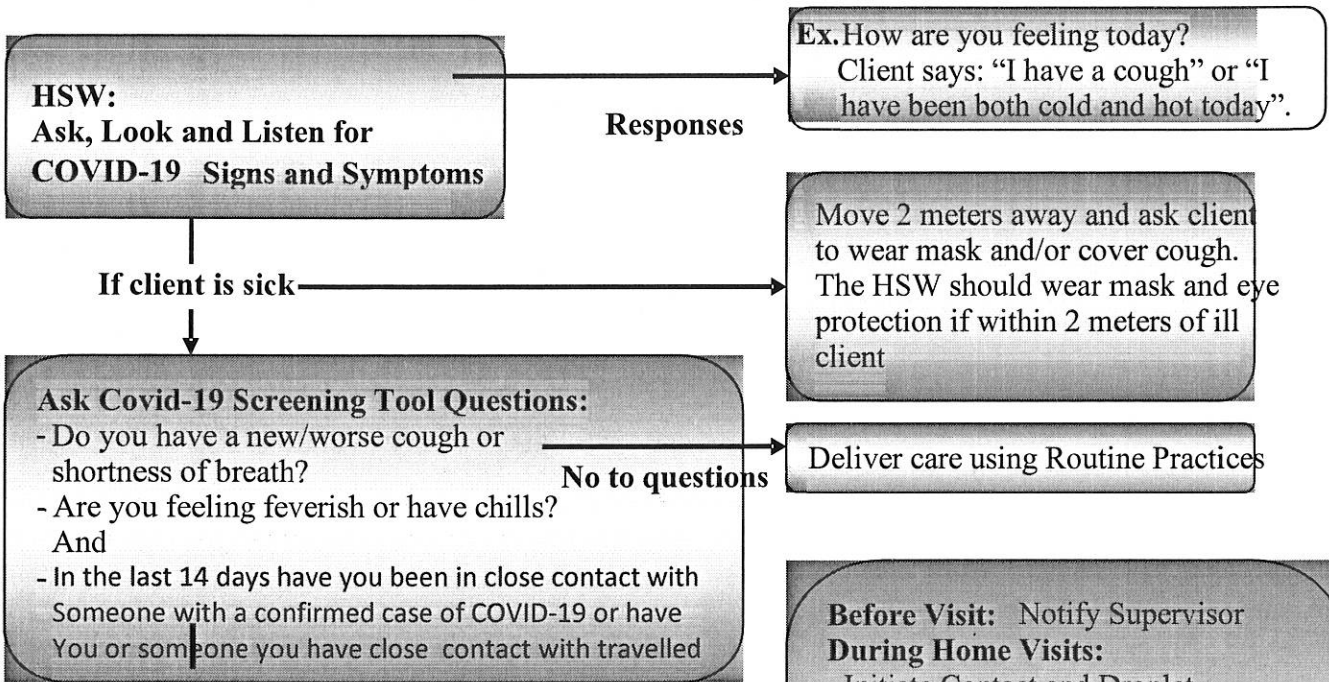 HSW:
Ask, Look and Listen for
COVID-19 Signs and Symptoms
Responses
Ex. How are you feeling today?
Client says: “I have a cough” or “I
have been both cold and hot today”.
If client is sick
Move 2 meters away and ask client
to wear mask and/or cover cough.
The HSW should wear mask and eye
protection if within 2 meters of ill
client
Ask Covid-19 Screening Tool Questions:
- Do you have a new/worse cough or
shortness of breath?
- Are you feeling feverish or have chills?
And
- In the last 14 days have you been in close contact with
Someone with a confirmed case of COVID-19 or have
You or someone you have close contact with travelled
No to questions
Deliver care using Routine Practices
Before Visit: Notify Supervisor
During Home Visits:
Initiate Contact and Droplet